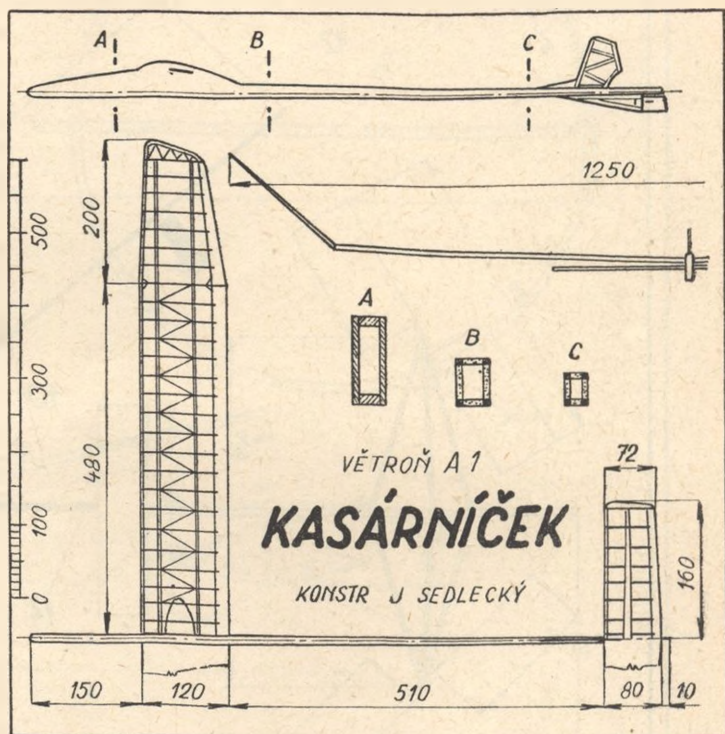 A B C
1250
200
500
A
B
C
300
480
VĚTROŇ A 1
72
KASÁRNÍČEK
100
160
KONSTR J SEDLECKÝ
0
150 120 510 80 10